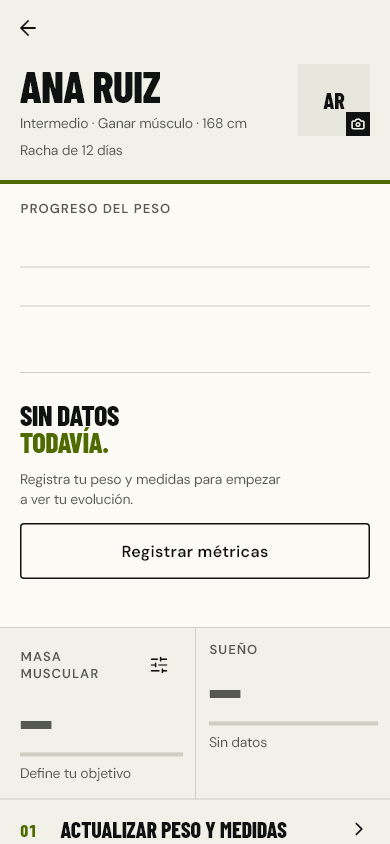 ANA RUIZ
AR
Intermedio · Ganar músculo · 168 cm
Racha de 12 días
PROGRESO DEL PESO
SIN DATOS
TODAVÍA.
Registra tu peso y medidas para empezar
a ver tu evolución.
Registrar métricas
MASA
MUSCULAR
Define tu objetivo
SUEÑO
Sin datos
01 ACTUALIZAR PESO Y MEDIDAS